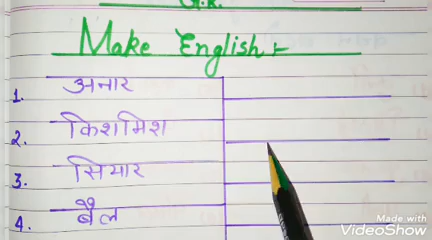 G.K.
Make English :-
1. अनार
2. किशमिश
3. सियार
4. बैल
Made with
VideoShow